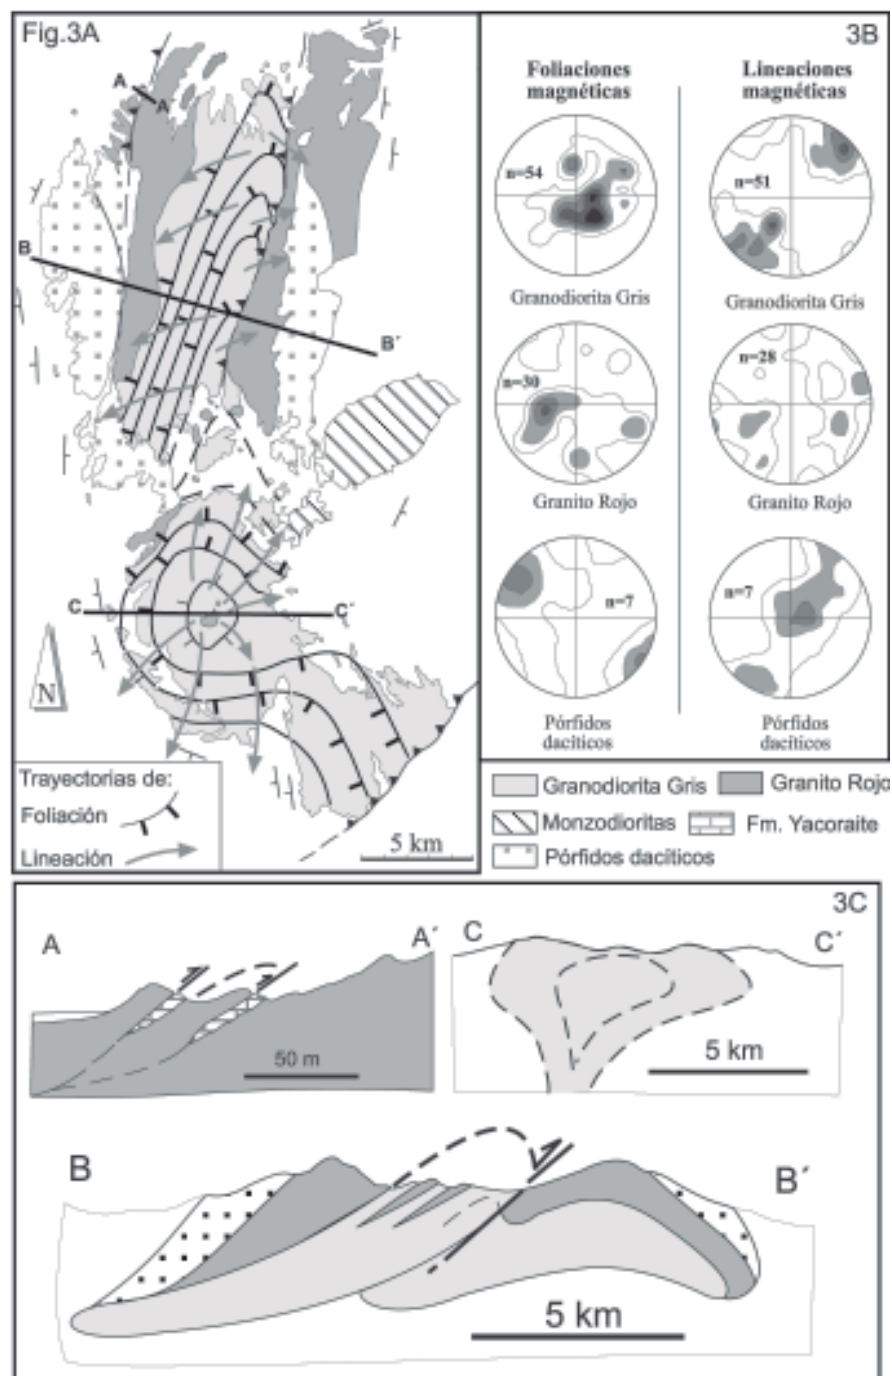 Fig.3A
A
A´
B
B´
C
C´
N
Trayectorias de:
Foliación
Lineación
5 km
3B
Foliaciones
magnéticas
Lineaciones
magnéticas
n=54
n=51
Granodiorita Gris
Granodiorita Gris
n=30
n=28
Granito Rojo
Granito Rojo
n=7
n=7
Pórfidos
dacíticos
Pórfidos
dacíticos
Granodiorita Gris
Granito Rojo
Monzodioritas
Fm. Yacoraite
Pórfidos dacíticos
3C
A
A´
50 m
C
C´
5 km
B
B´
5 km